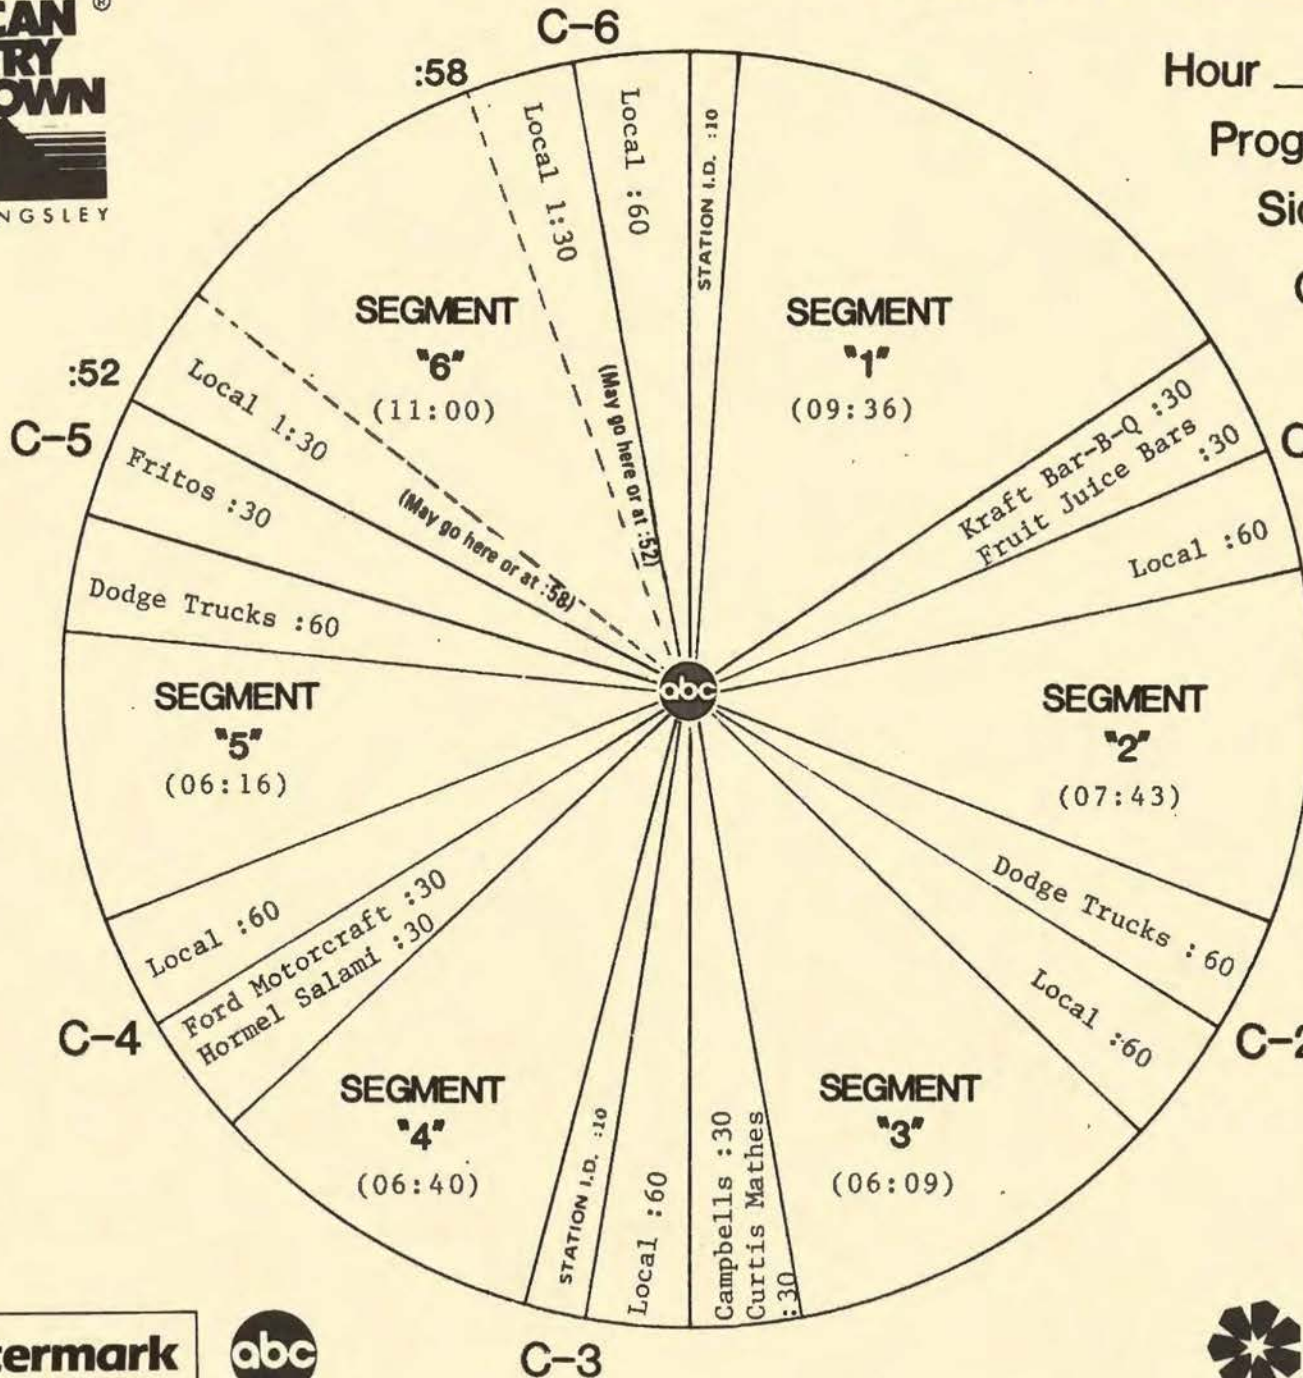 C-6
:58
Hour
:52
C-5
Local 1:30
Local :60
STATION I.D. :10
SEGMENT
"1"
(09:36)
Kraft Bar-B-Q :30
Fruit Juice Bars
:30
Local :60
SEGMENT
"2"
(07:43)
Dodge Trucks :60
Local :60
C-2
SEGMENT
"3"
(06:09)
Campbells :30
Curtis Mathes
:30
Local :60
C-3
STATION I.D. :10
SEGMENT
"4"
(06:40)
Hormel Salami :30
Ford Motorcraft :30
C-4
Local :60
SEGMENT
"5"
(06:16)
Dodge Trucks :60
Fritos :30
Local 1:30
(May go here or at :58)
SEGMENT
"6"
(11:00)
(May go here or at :52)
abc
abc